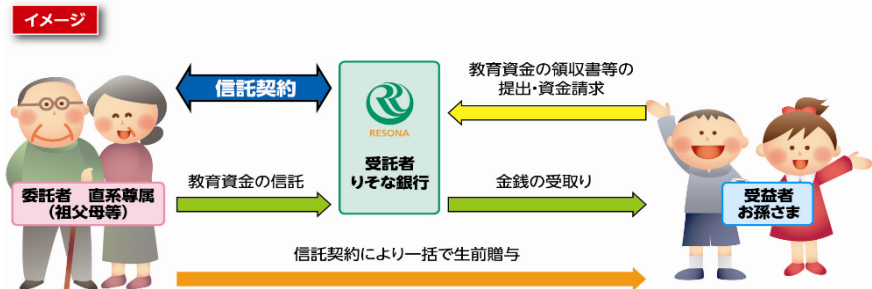 イメージ
信託契約
RESONA
受託者
りそな銀行
教育資金の領収書等の
提出・資金請求
教育資金の信託
金銭の受取り
委託者 直系尊属
(祖父母等)
受益者
お孫さま
信託契約により一括で生前贈与